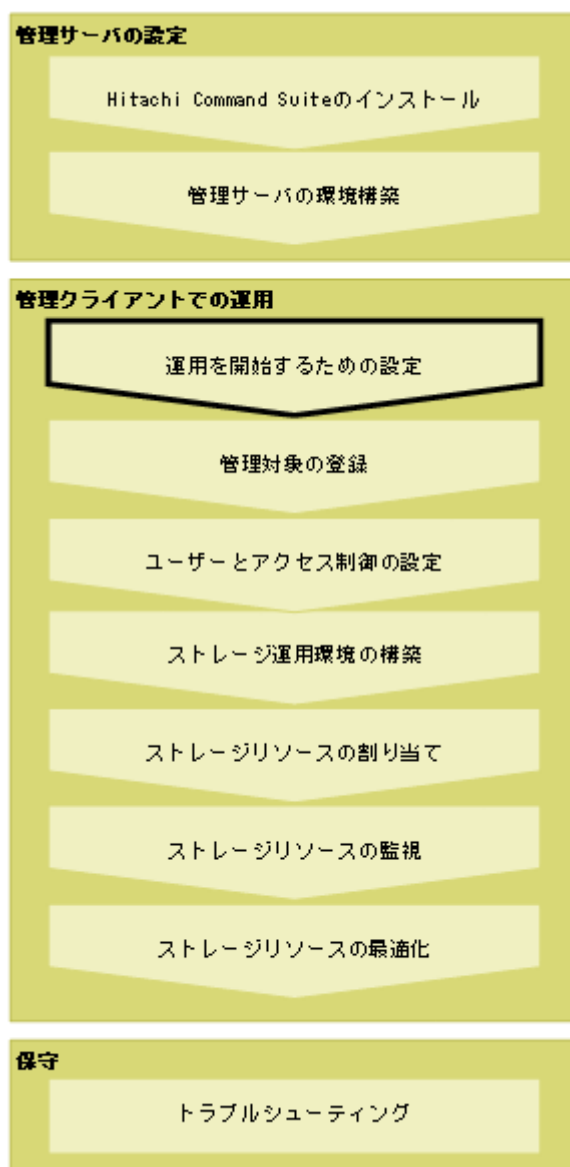 管理サーバの設定
Hitachi Command Suiteのインストール
管理サーバの環境構築
管理クライアントでの運用
運用を開始するための設定
管理対象の登録
ユーザーとアクセス制御の設定
ストレージ運用環境の構築
ストレージリソースの割り当て
ストレージリソースの監視
ストレージリソースの最適化
保守
トラブルシューティング